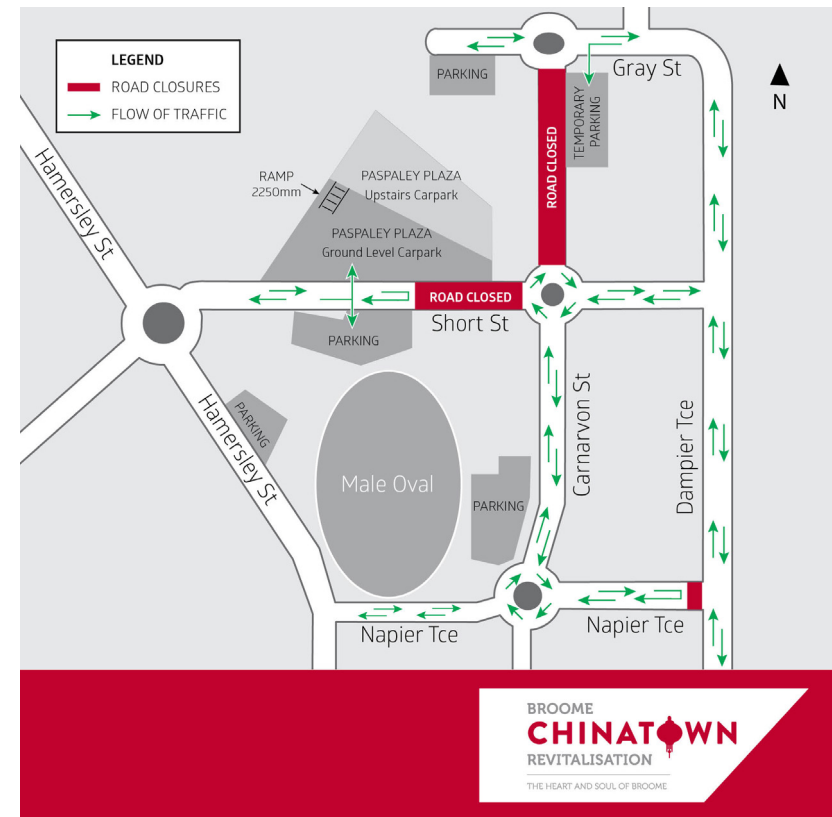 LEGEND
ROAD CLOSURES
FLOW OF TRAFFIC
PARKING
Gray St
N
TEMPORARY
PARKING
ROAD CLOSED
Hamersley St
RAMP
2250mm
PASPALEY PLAZA
Upstairs Carpark
PASPALEY PLAZA
Ground Level Carpark
ROAD CLOSED
Short St
PARKING
Hamersley St
PARKING
Male Oval
PARKING
Carnarvon St
Dampier Tce
Napier Tce
Napier Tce
BROOME
CHINATOWN
REVITALISATION
THE HEART AND SOUL OF BROOME